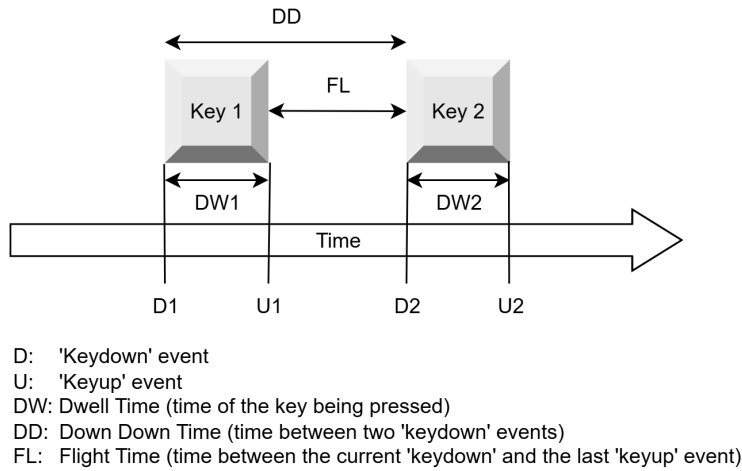 DD
FL
Key 1
Key 2
DW1
DW2
Time
D1 U1 D2 U2
D: 'Keydown' event
U: 'Keyup' event
DW: Dwell Time (time of the key being pressed)
DD: Down Down Time (time between two 'keydown' events)
FL: Flight Time (time between the current 'keydown' and the last 'keyup' event)